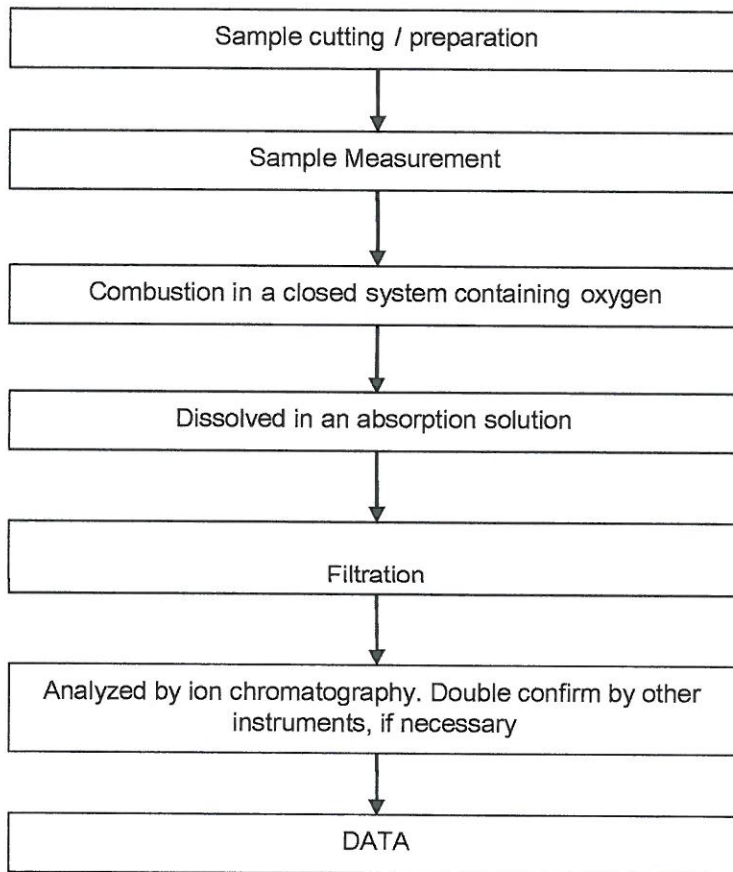 Sample cutting / preparation
Sample Measurement
Combustion in a closed system containing oxygen
Dissolved in an absorption solution
Filtration
Analyzed by ion chromatography. Double confirm by other
instruments, if necessary
DATA